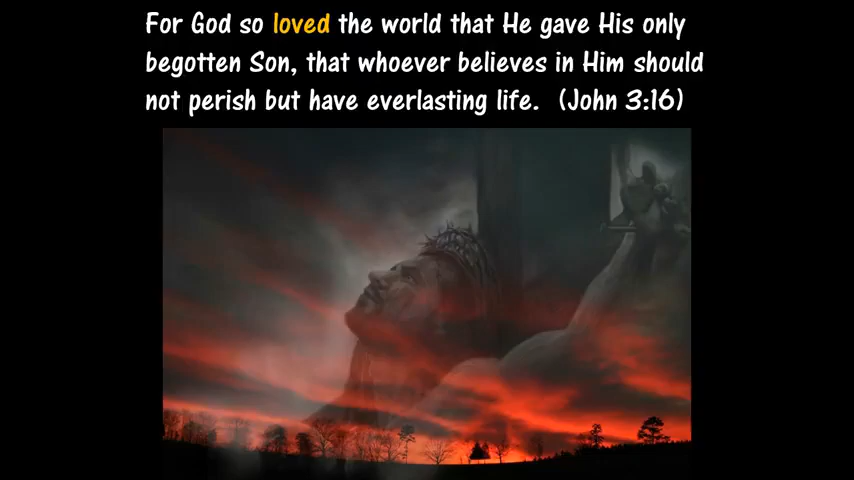 For God so loved the world that He gave His only
begotten Son, that whoever believes in Him should
not perish but have everlasting life.  (John 3:16)